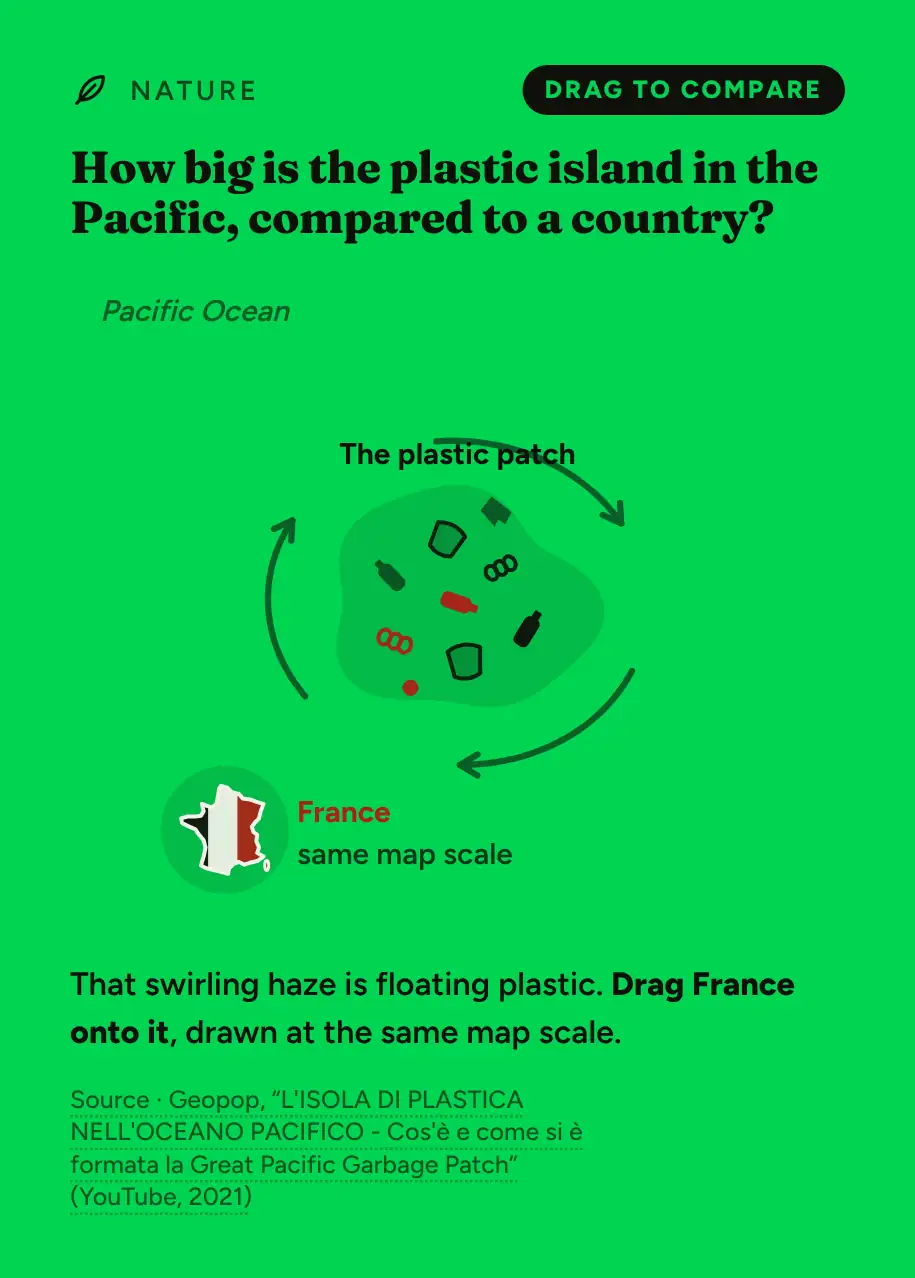 NATURE
DRAG TO COMPARE
How big is the plastic island in the
Pacific, compared to a country?
Pacific Ocean
The plastic patch
France
same map scale
That swirling haze is floating plastic. Drag France
onto it, drawn at the same map scale.
Source · Geopop, “L'ISOLA DI PLASTICA
NELL'OCEANO PACIFICO - Cos'è e come si è
formata la Great Pacific Garbage Patch”
(YouTube, 2021)